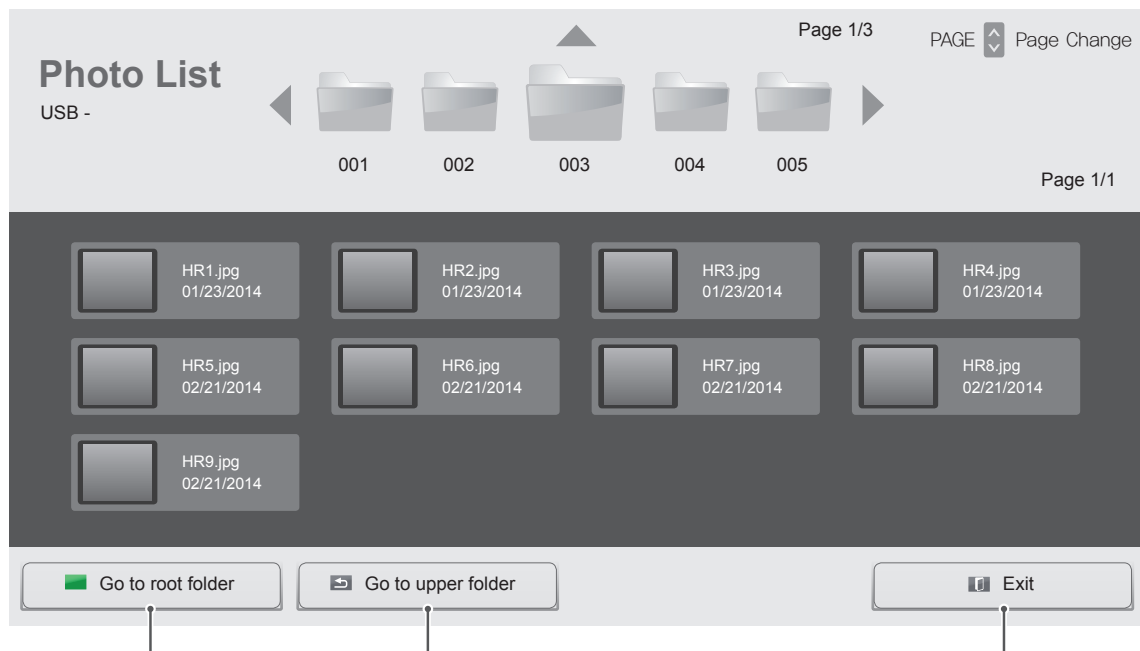 Page 1/3
PAGE Page Change
Photo List
USB -
001 002 003 004 005
Page 1/1
HR1.jpg
01/23/2014
HR2.jpg
01/23/2014
HR3.jpg
01/23/2014
HR4.jpg
01/23/2014
HR5.jpg
02/21/2014
HR6.jpg
02/21/2014
HR7.jpg
02/21/2014
HR8.jpg
02/21/2014
HR9.jpg
02/21/2014
Go to root folder
Go to upper folder
Exit